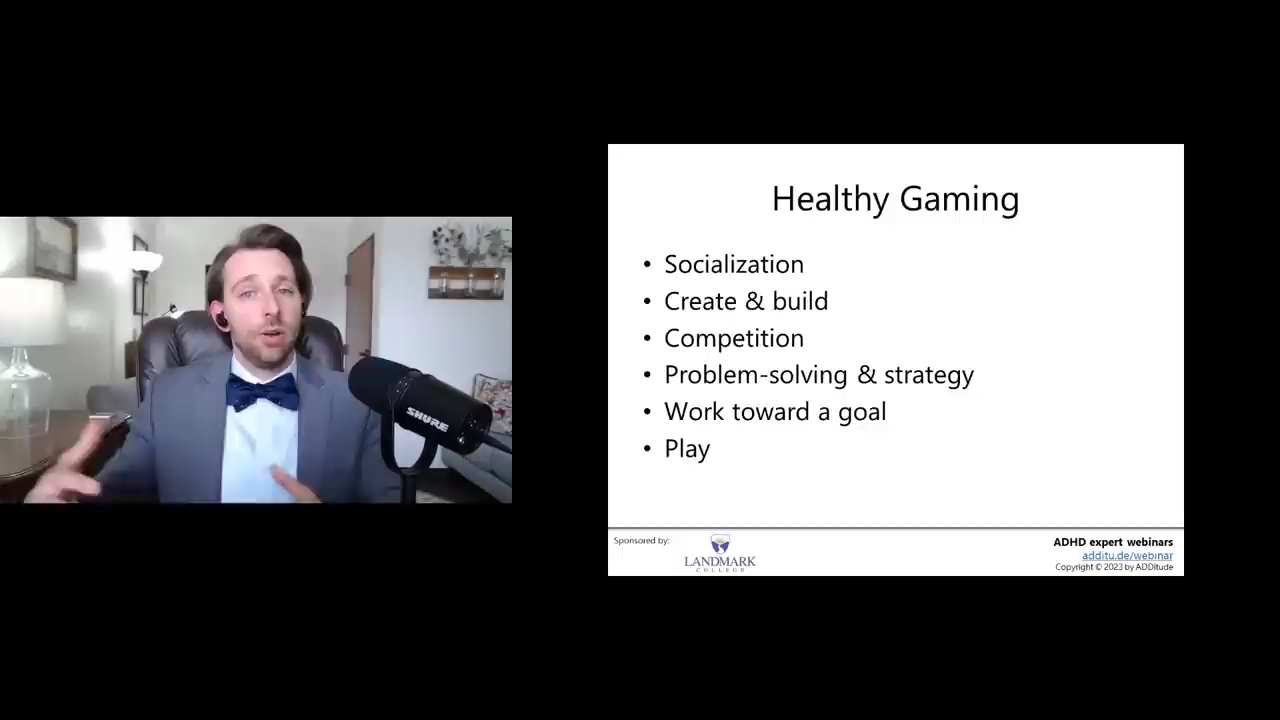 SHURE
Healthy Gaming
• Socialization
• Create & build
• Competition
• Problem-solving & strategy
• Work toward a goal
• Play
Sponsored by:
LANDMARK
COLLEGE
ADHD expert webinars
additu.de/webinar
Copyright © 2023 by ADDitude